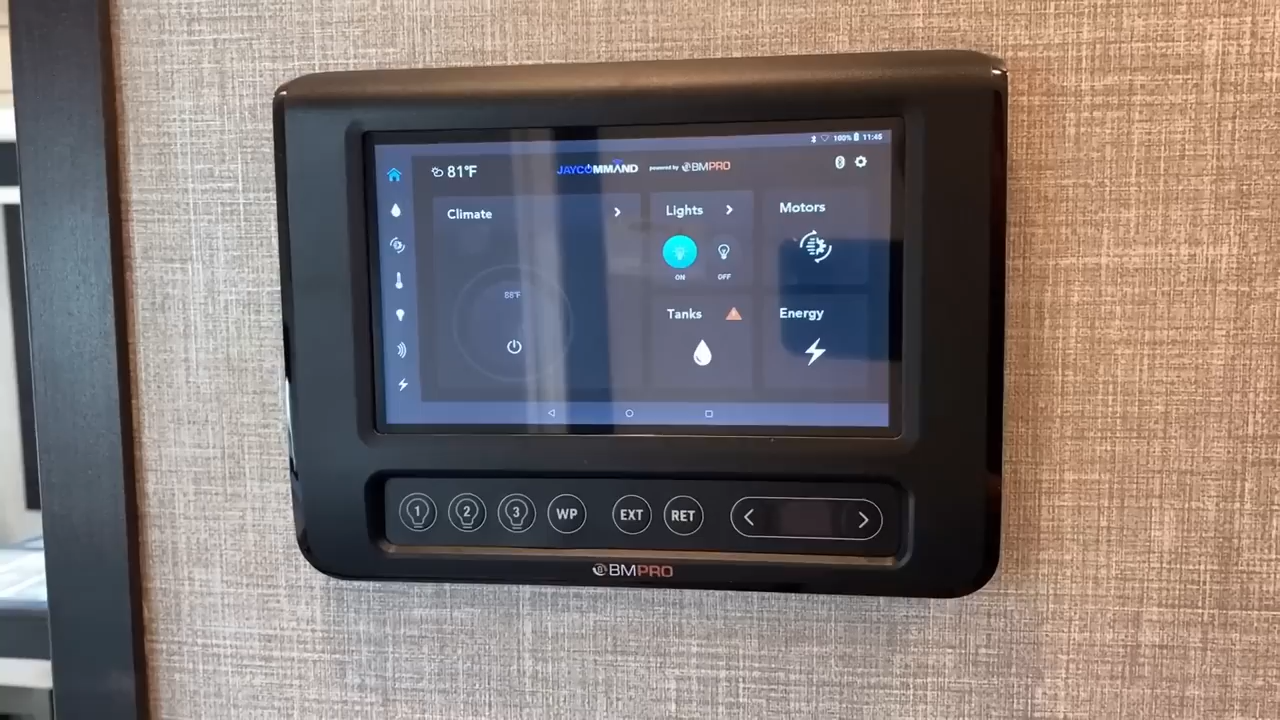 100% 11:45
81°F JAYCOMMAND powered by BMPRO
Climate Lights Motors
ON OFF
88°F
Tanks Energy
1 2 3 WP EXT RET
BMPRO